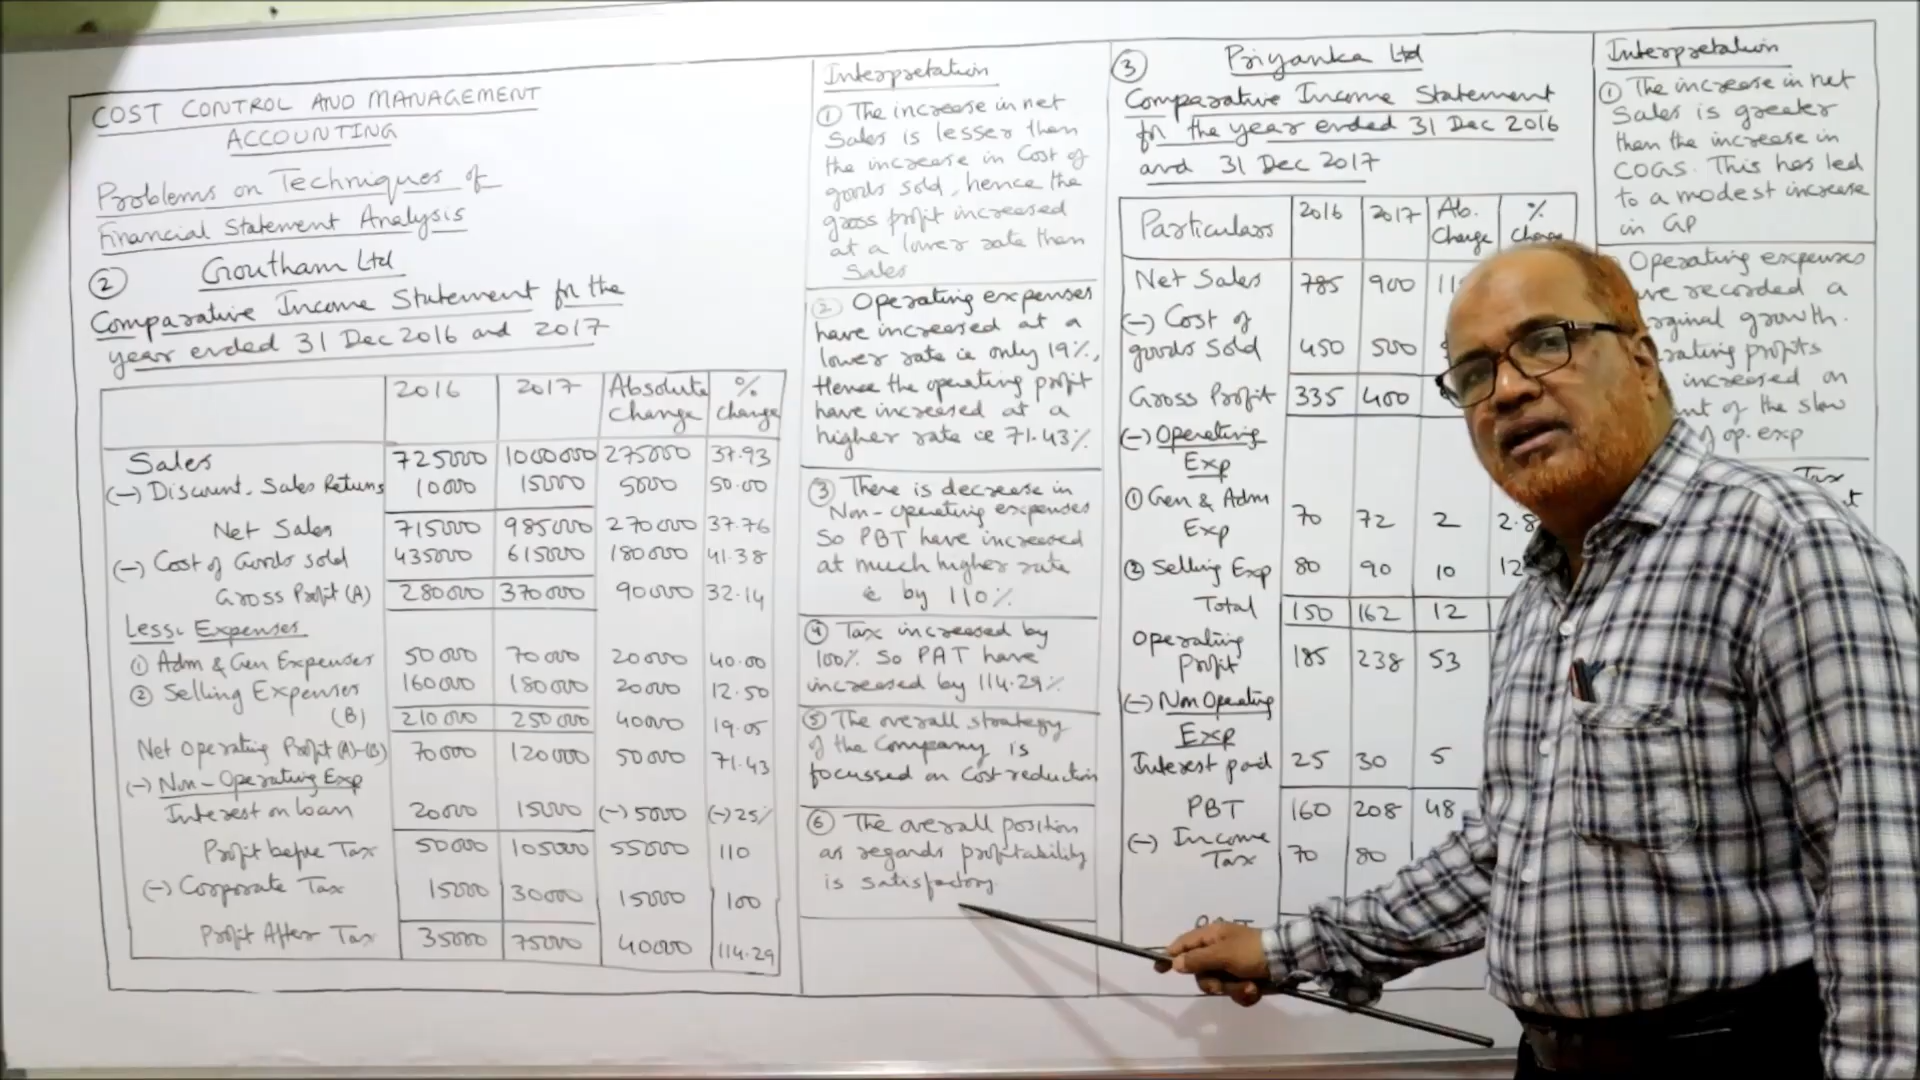 COST CONTROL AND MANAGEMENT
ACCOUNTING
Problems on Techniques of
Financial Statement Analysis
② Goutham Ltd
Comparative Income Statement for the
year ended 31 Dec 2016 and 2017
2016 2017 Absolute Change % change
Sales 725000 1000000 275000 37.93
(-) Discount, Sales Returns 10000 15000 5000 50.00
Net Sales 715000 985000 270000 37.76
(-) Cost of Goods sold 435000 615000 180000 41.38
Gross Profit (A) 280000 370000 90000 32.14
Less: Expenses
① Adm & Gen Expenses 50000 70000 20000 40.00
② Selling Expenses 160000 180000 20000 12.50
(B) 210000 250000 40000 19.05
Net Operating Profit (A)-(B) 70000 120000 50000 71.43
(-) Non-Operating Exp
Interest on loan 20000 15000 (-) 5000 (-) 25%
Profit before Tax 50000 105000 55000 110
(-) Corporate Tax 15000 30000 15000 100
Profit After Tax 35000 75000 40000 114.29
Interpretation
① The increase in net
Sales is lesser than
the increase in Cost of
goods sold, hence the
gross profit increased
at a lower rate than
Sales
② Operating expenses
have increased at a
lower rate ie only 19%,
Hence the operating profit
have increased at a
higher rate ie 71.43%
③ There is decrease in
Non-operating expenses
So PBT have increased
at much higher rate
ie by 110%
④ Tax increased by
100% So PAT have
increased by 114.29%
⑤ The overall strategy
of the Company is
focussed on Cost reduction
⑥ The overall position
as regards profitability
is satisfactory
③ Priyanka Ltd
Comparative Income Statement
for the year ended 31 Dec 2016
and 31 Dec 2017
Particulars 2016 2017 Ab. Change % Change
Net Sales 785 900
(-) Cost of
goods Sold 450 500
Gross Profit 335 400
(-) Operating
Exp
① Gen & Adm
Exp 70 72 2 2.8
② Selling Exp 80 90 10 12
Total 150 162 12
Operating
Profit 185 238 53
(-) Non Operating
Exp
Interest paid 25 30 5
PBT 160 208 48
(-) Income
Tax 70 80
Interpretation
① The increase in net
Sales is greater
than the increase in
COGS. This has led
to a modest increase
in GP
Operating expenses
recorded a
growth.
profits
increased on
of the slow
op. exp
Tax